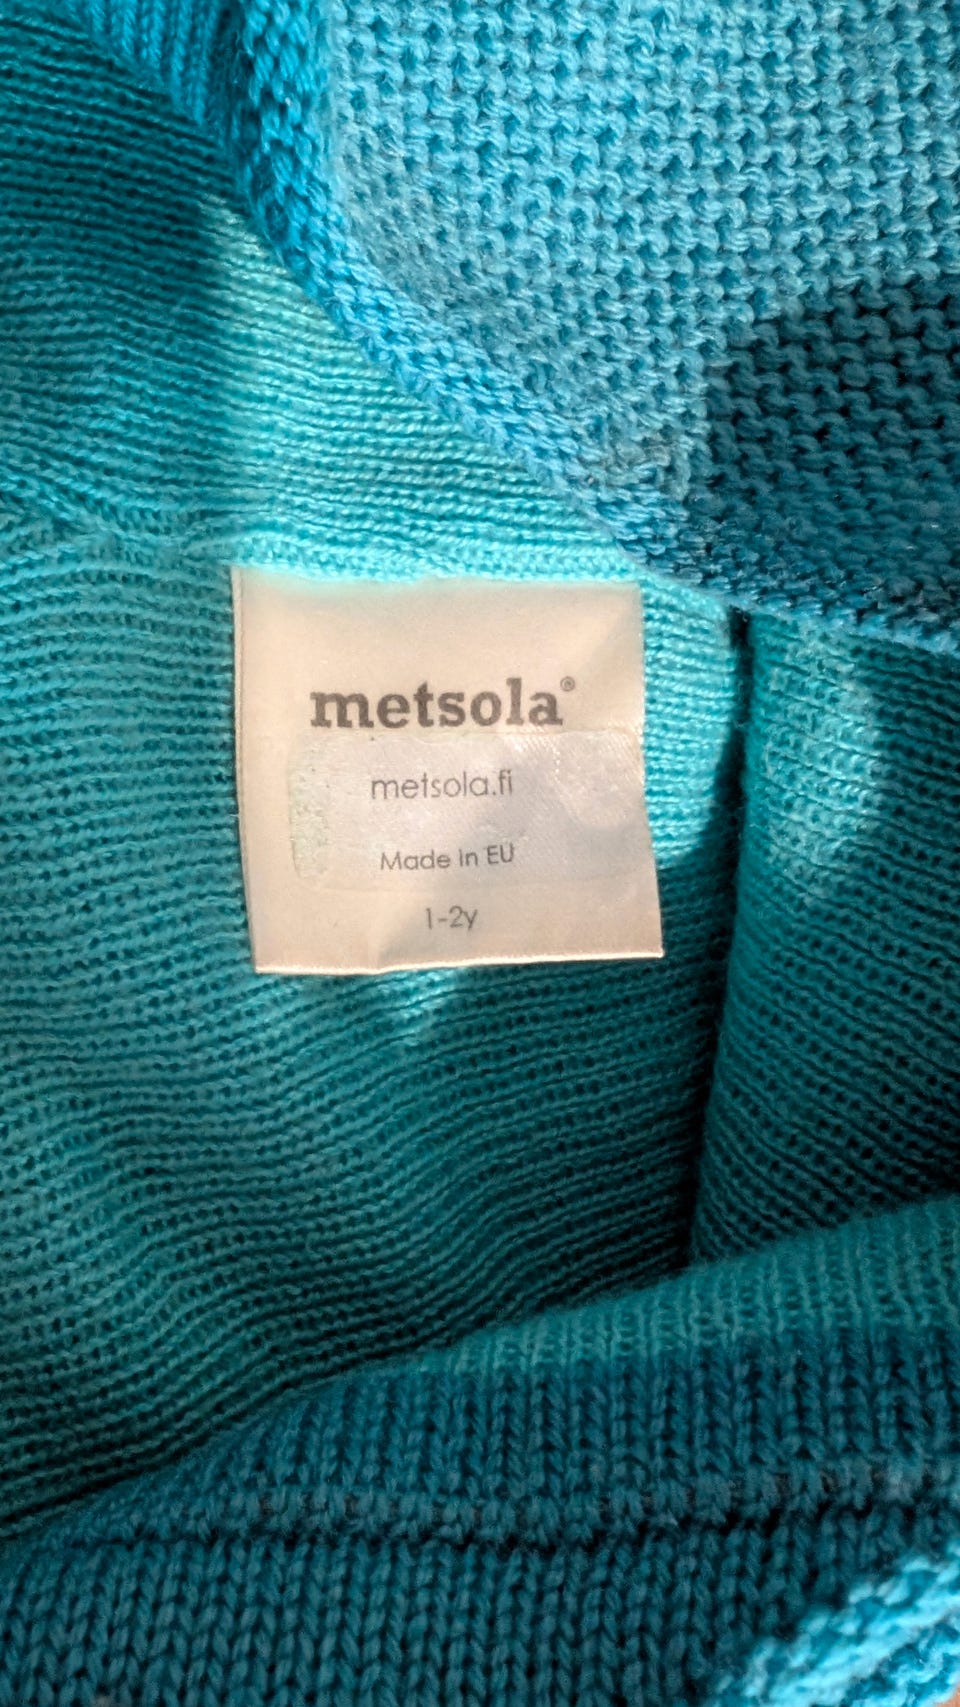 metsola®
metsola.fi
Made in EU
1-2y